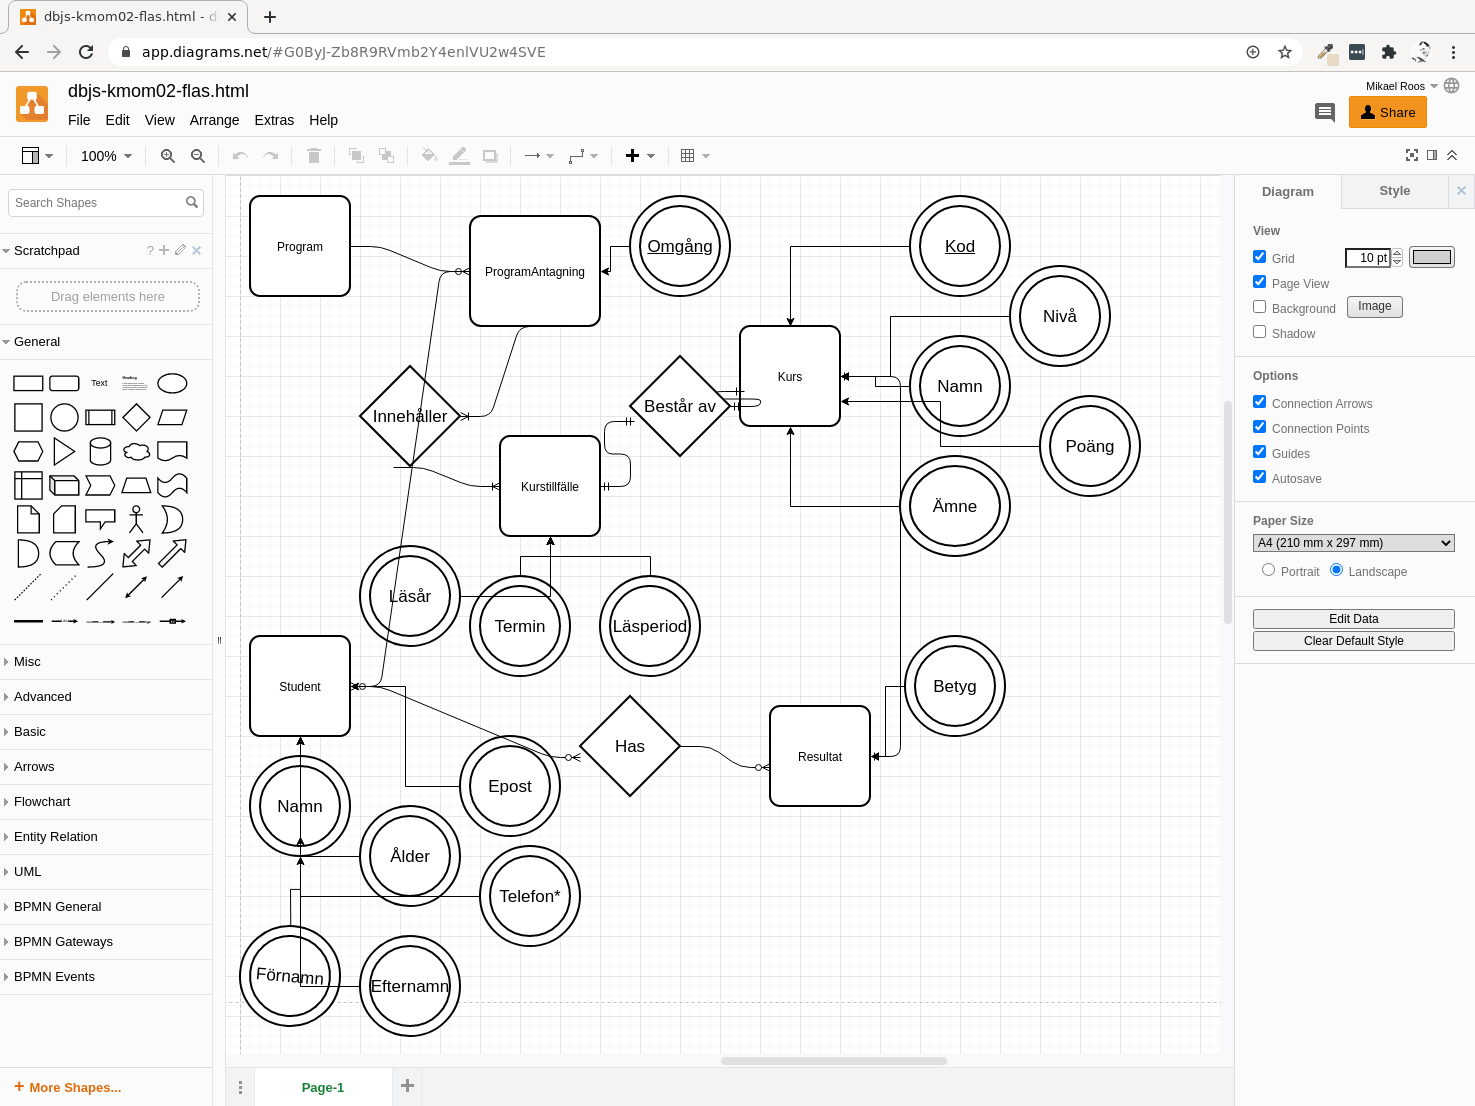 dbjs-kmom02-flas.html - d
app.diagrams.net/#G0ByJ-Zb8R9RVmb2Y4enlVU2w4SVE
dbjs-kmom02-flas.html
Mikael Roos
File Edit View Arrange Extras Help
Share
100%
Search Shapes
Scratchpad
?
Drag elements here
General
Text
Heading
Misc
Advanced
Basic
Arrows
Flowchart
Entity Relation
UML
BPMN General
BPMN Gateways
BPMN Events
+ More Shapes...
Program
ProgramAntagning
Omgång
Kod
Nivå
Kurs
Namn
Innehåller
Består av
Poäng
Kurstillfälle
Ämne
Läsår
Termin
Läsperiod
Student
Betyg
Has
Resultat
Epost
Namn
Ålder
Telefon*
Förnamn
Efternamn
Page-1
Diagram
Style
View
Grid
10 pt
Page View
Background
Image
Shadow
Options
Connection Arrows
Connection Points
Guides
Autosave
Paper Size
A4 (210 mm x 297 mm)
Portrait
Landscape
Edit Data
Clear Default Style